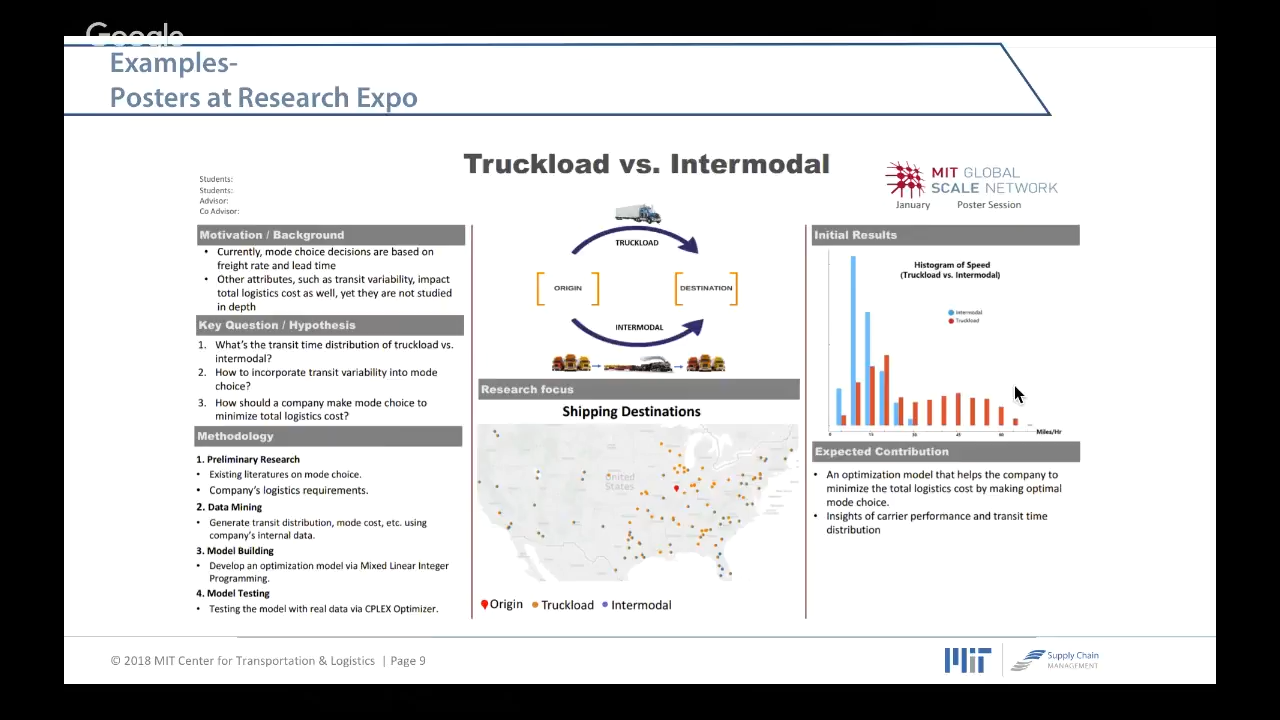 Google
Examples-
Posters at Research Expo
Truckload vs. Intermodal
Students:
Students:
Advisor:
Co Advisor:
MIT GLOBAL
SCALE NETWORK
January Poster Session
Motivation / Background
• Currently, mode choice decisions are based on
freight rate and lead time
• Other attributes, such as transit variability, impact
total logistics cost as well, yet they are not studied
in depth
Key Question / Hypothesis
1. What's the transit time distribution of truckload vs.
intermodal?
2. How to incorporate transit variability into mode
choice?
3. How should a company make mode choice to
minimize total logistics cost?
Methodology
1. Preliminary Research
• Existing literatures on mode choice.
• Company's logistics requirements.
2. Data Mining
• Generate transit distribution, mode cost, etc. using
company's internal data.
3. Model Building
• Develop an optimization model via Mixed Linear Integer
Programming.
4. Model Testing
• Testing the model with real data via CPLEX Optimizer.
TRUCKLOAD
ORIGIN
DESTINATION
INTERMODAL
Research focus
Shipping Destinations
United
States
Origin Truckload Intermodal
Initial Results
Histogram of Speed
(Truckload vs. Intermodal)
Intermodal
Truckload
0 15 30 45 60 Miles/Hr
Expected Contribution
• An optimization model that helps the company to
minimize the total logistics cost by making optimal
mode choice.
• Insights of carrier performance and transit time
distribution
© 2018 MIT Center for Transportation & Logistics | Page 9
MIT
Supply Chain
MANAGEMENT